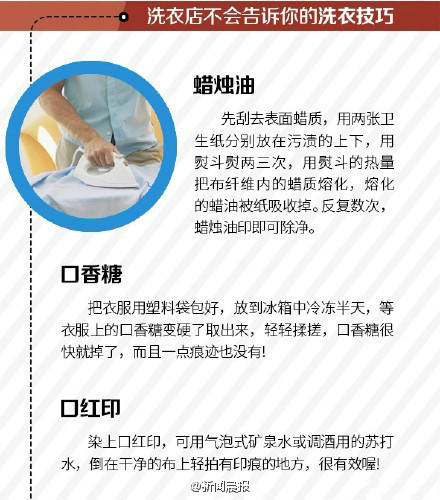 洗衣店不会告诉你的洗衣技巧
蜡烛油
先刮去表面蜡质，用两张卫
生纸分别放在污渍的上下，用
熨斗熨两三次，用熨斗的热量
把布纤维内的蜡质熔化，熔化
的蜡油被纸吸收掉。反复数次，
蜡烛油印即可除净。
口香糖
把衣服用塑料袋包好，放到冰箱中冷冻半天，等
衣服上的口香糖变硬了取出来，轻轻揉搓，口香糖很
快就掉了，而且一点痕迹也没有!
口红印
染上口红印，可用气泡式矿泉水或调酒用的苏打
水，倒在干净的布上轻拍有印痕的地方，很有效喔!
@新闻晨报